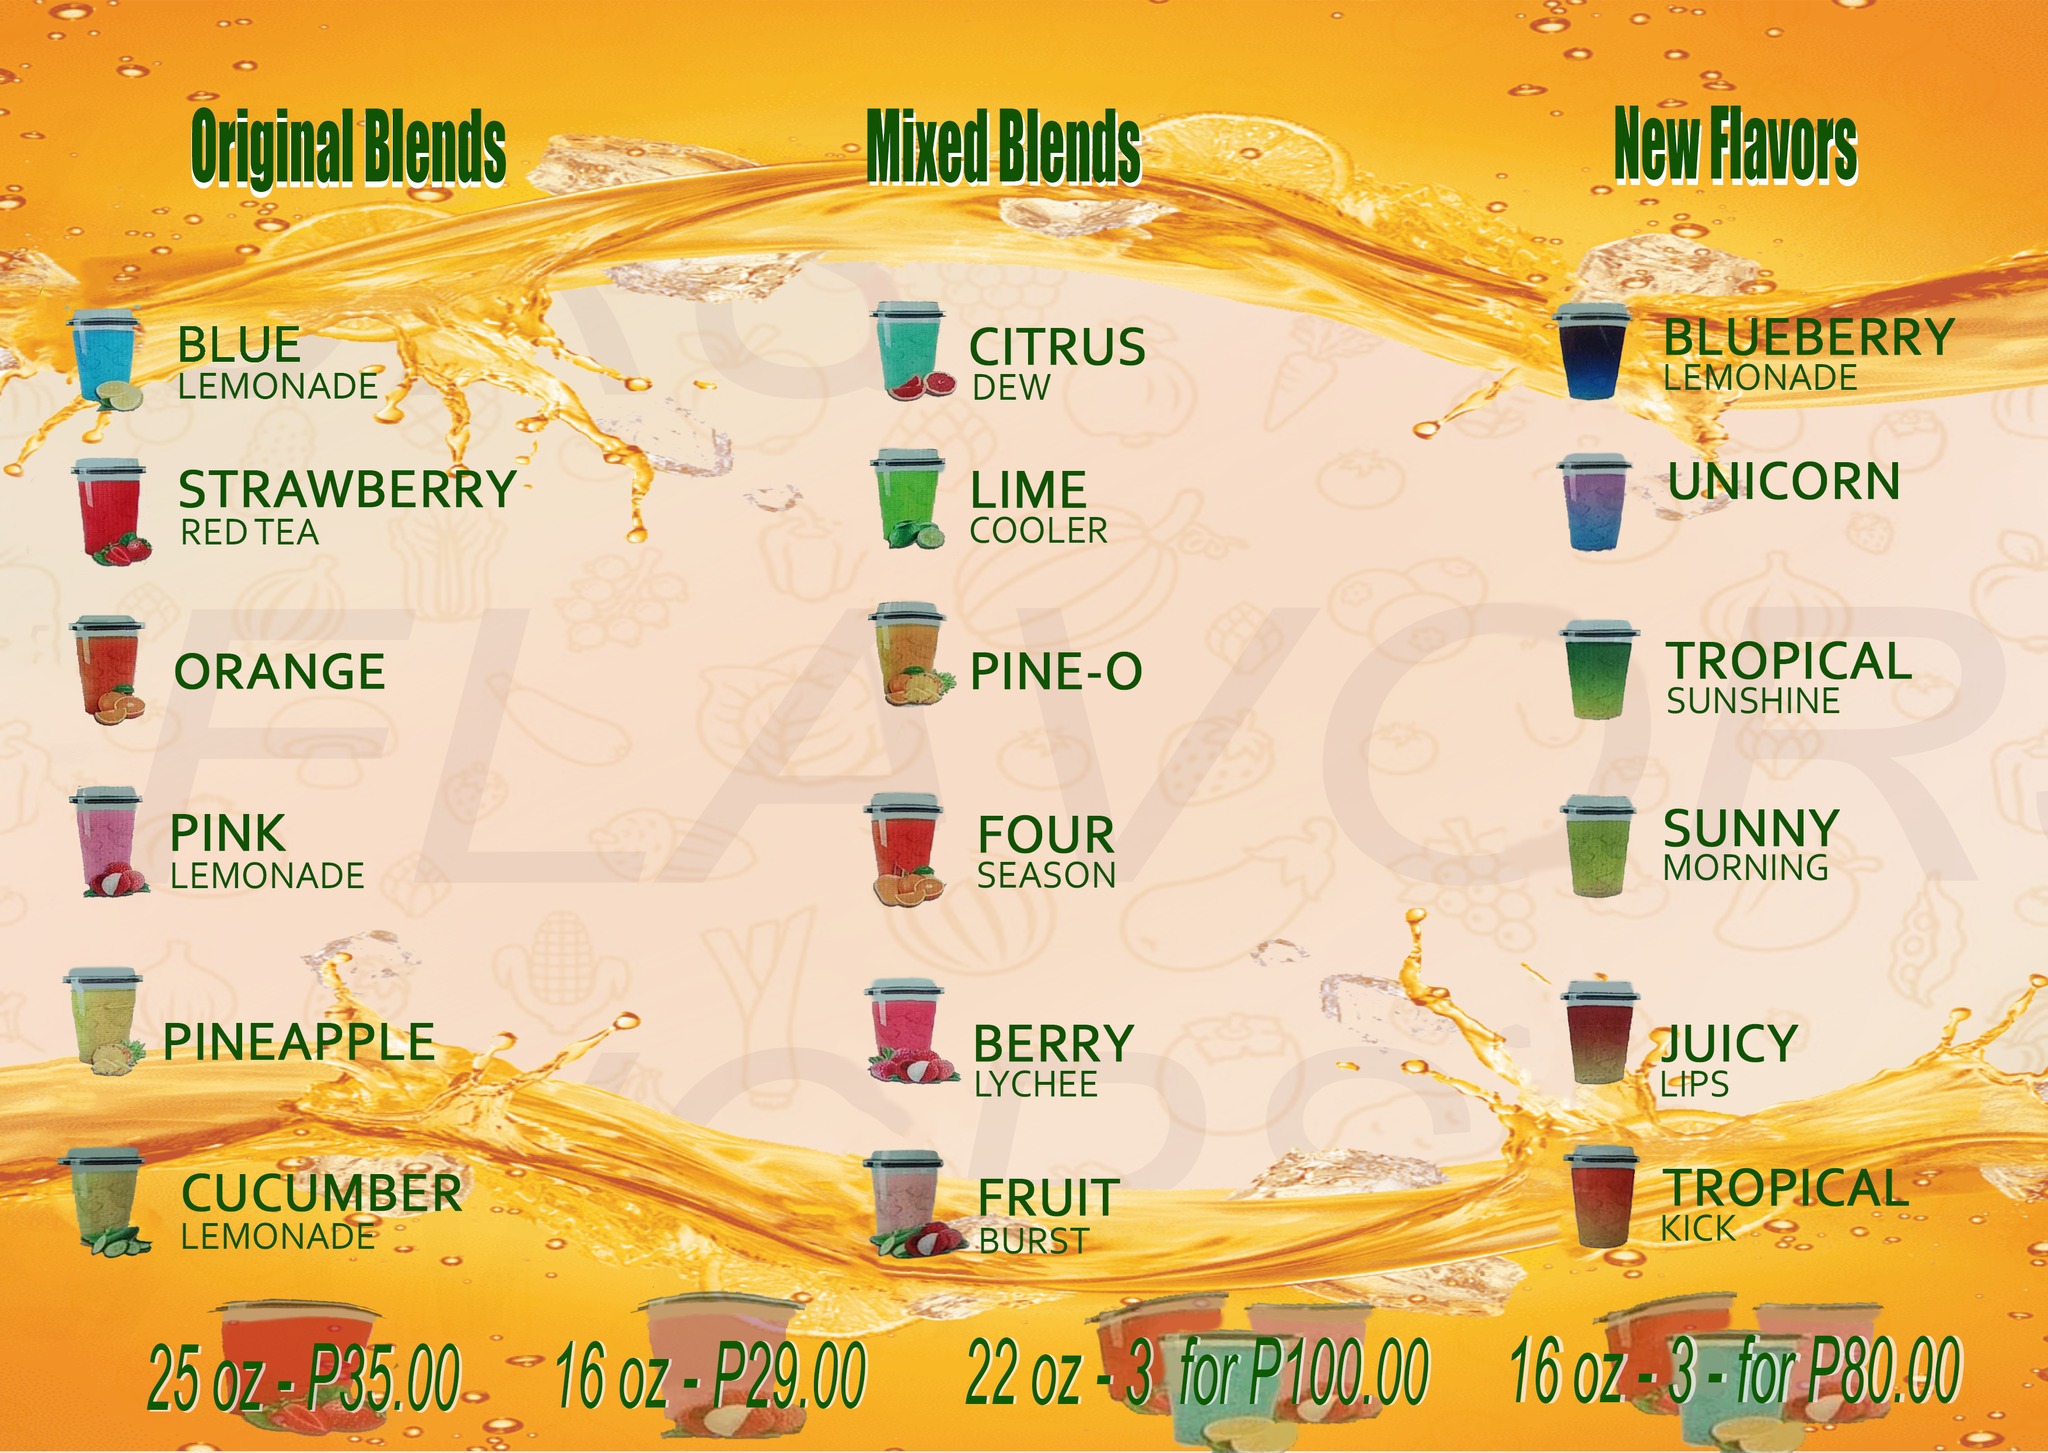 Original Blends
BLUE
LEMONADE
STRAWBERRY
RED TEA
ORANGE
PINK
LEMONADE
PINEAPPLE
CUCUMBER
LEMONADE
Mixed Blends
CITRUS
DEW
LIME
COOLER
PINE-O
FOUR
SEASON
BERRY
LYCHEE
FRUIT
BURST
New Flavors
BLUEBERRY
LEMONADE
UNICORN
TROPICAL
SUNSHINE
SUNNY
MORNING
JUICY
LIPS
TROPICAL
KICK
25 oz - P35.00
16 oz - P29.00
22 oz - 3 for P100.00
16 oz - 3 - for P80.00